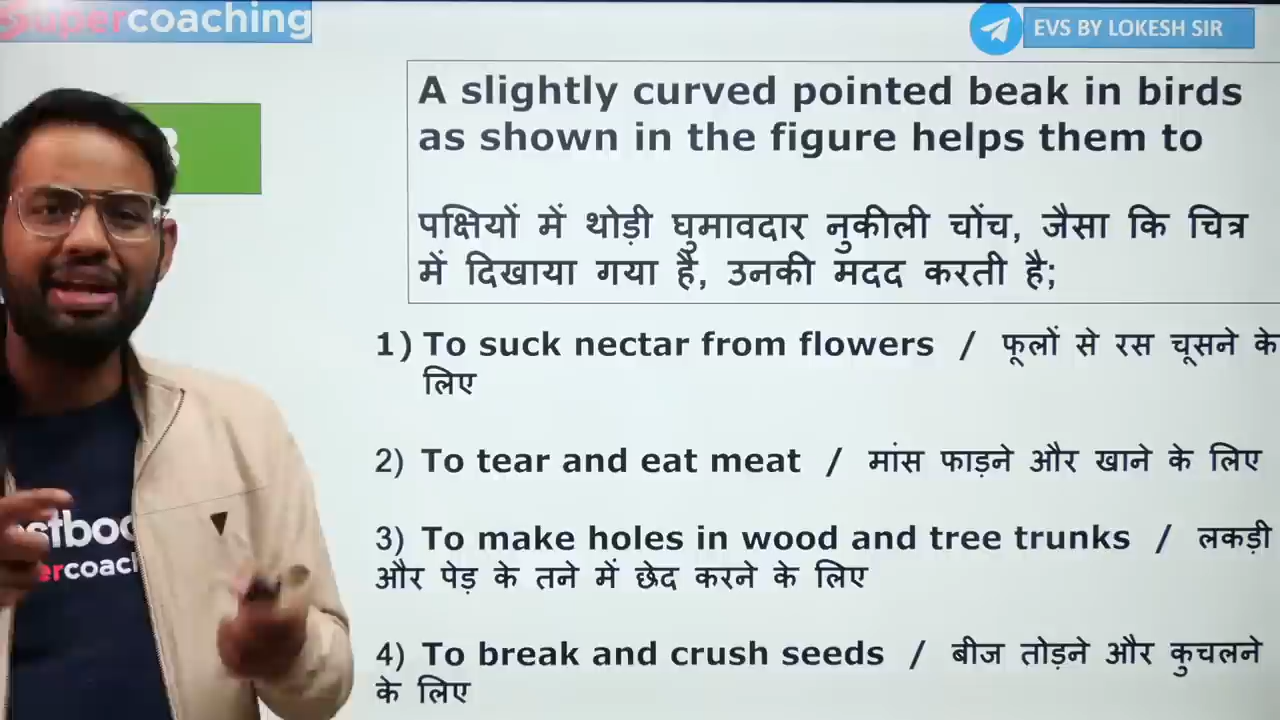 Supercoaching
EVS BY LOKESH SIR
A slightly curved pointed beak in birds
as shown in the figure helps them to
पक्षियों में थोड़ी घुमावदार नुकीली चोंच, जैसा कि चित्र
में दिखाया गया है, उनकी मदद करती है;
1) To suck nectar from flowers / फूलों से रस चूसने के
लिए
2) To tear and eat meat / मांस फाड़ने और खाने के लिए
3) To make holes in wood and tree trunks / लकड़ी
और पेड़ के तने में छेद करने के लिए
4) To break and crush seeds / बीज तोड़ने और कुचलने
के लिए